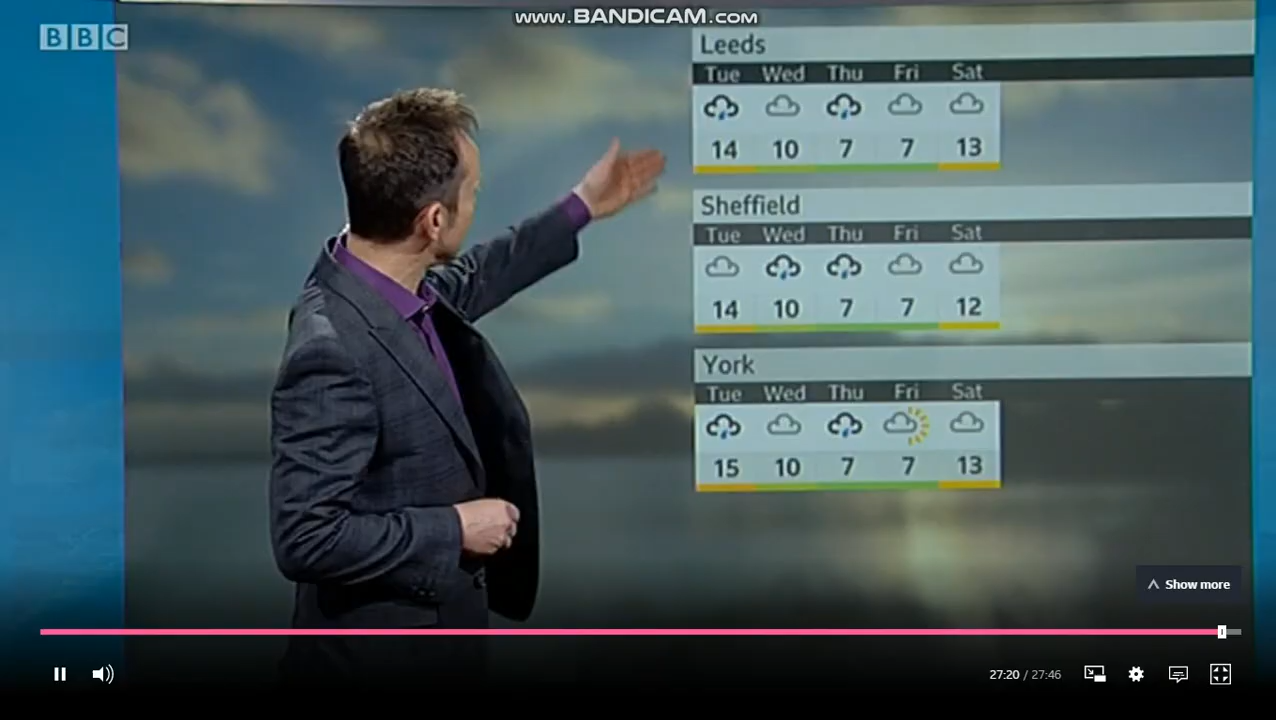 www.BANDICAM.com
BBC
Leeds
Tue Wed Thu Fri Sat
14 10 7 7 13
Sheffield
Tue Wed Thu Fri Sat
14 10 7 7 12
York
Tue Wed Thu Fri Sat
15 10 7 7 13
Show more
27:20 / 27:46